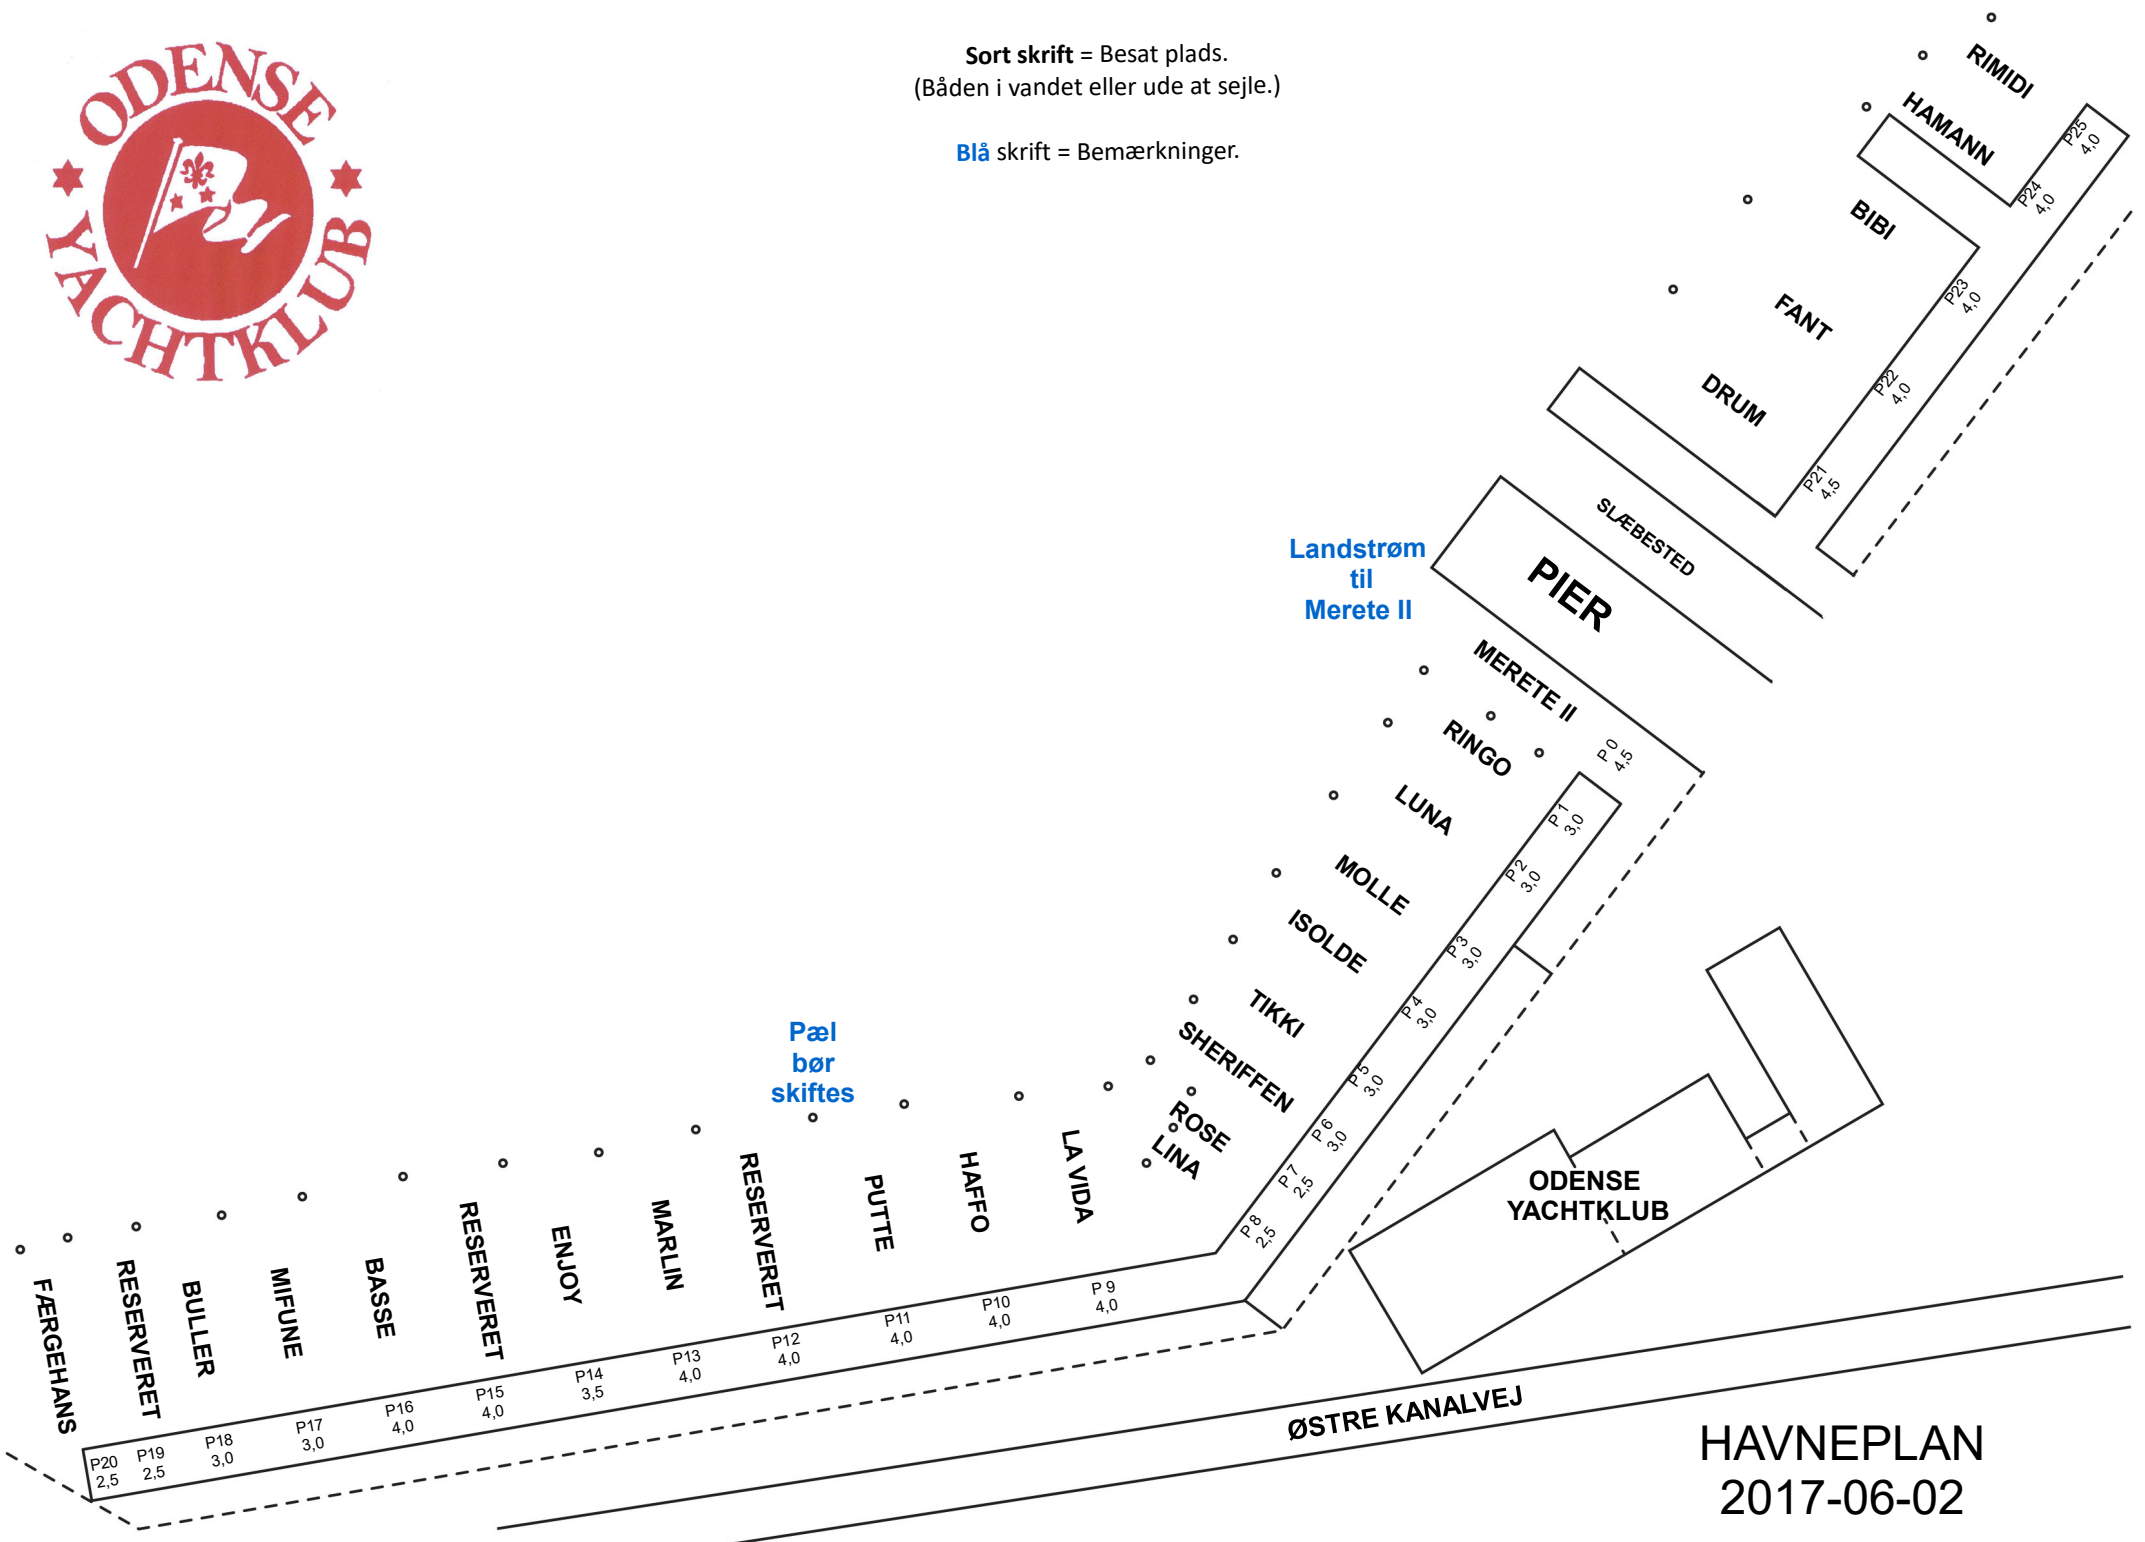 ODENSE
YACHTKLUB
Sort skrift = Besat plads.
(Båden i vandet eller ude at sejle.)
Blå skrift = Bemærkninger.
RIMIDI
HAMANN
BIBI
FANT
DRUM
P25
4,0
P24
4,0
P23
4,0
P22
4,0
P21
4,5
SLÆBESTED
PIER
Landstrøm
til
Merete II
MERETE II
RINGO
LUNA
MOLLE
ISOLDE
TIKKI
SHERIFFEN
ROSE
LINA
P 0
4,5
P 1
3,0
P 2
3,0
P 3
3,0
P 4
3,0
P 5
3,0
P 6
3,0
P 7
2,5
P 8
2,5
Pæl
bør
skiftes
LA VIDA
HAFFO
PUTTE
RESERVERET
MARLIN
ENJOY
RESERVERET
BASSE
MIFUNE
BULLER
RESERVERET
FÆRGEHANS
P 9
4,0
P10
4,0
P11
4,0
P12
4,0
P13
4,0
P14
3,5
P15
4,0
P16
4,0
P17
3,0
P18
3,0
P19
2,5
P20
2,5
ODENSE
YACHTKLUB
ØSTRE KANALVEJ
HAVNEPLAN
2017-06-02